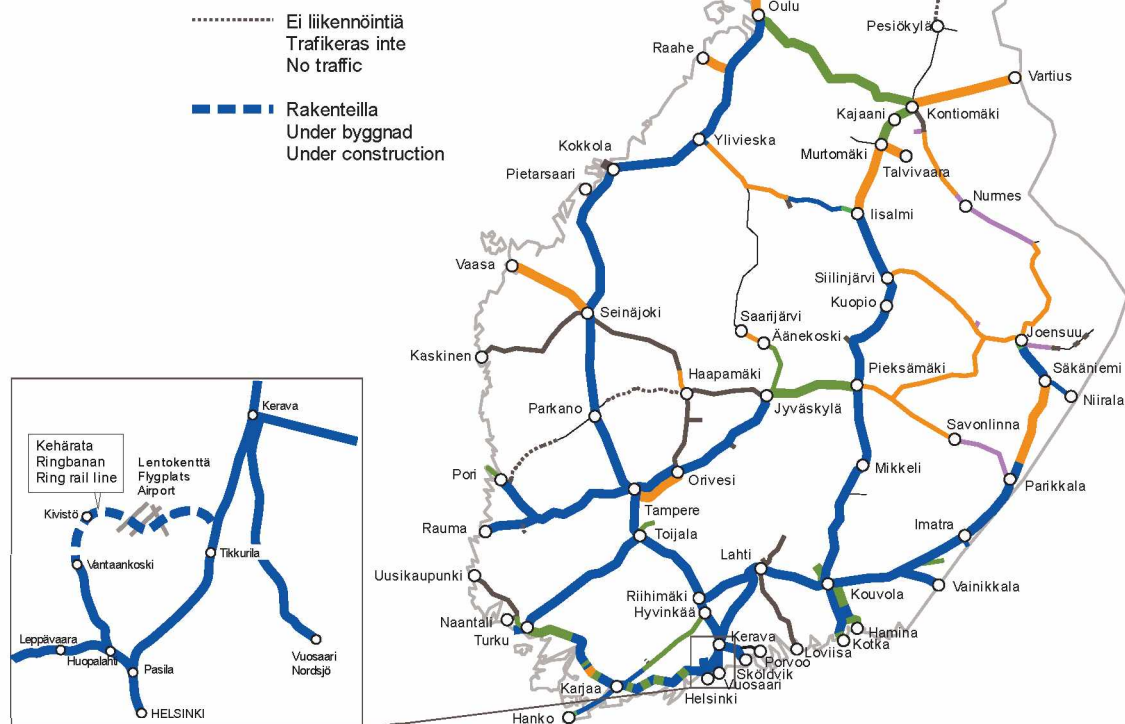 Ei liikennöintiä
Trafikeras inte
No traffic
Rakenteilla
Under byggnad
Under construction
Oulu
Pesiökylä
Raahe
Vartius
Kajaani
Kontiomäki
Ylivieska
Murtomäki
Talvivaara
Kokkola
Pietarsaari
Nurmes
Iisalmi
Vaasa
Siilinjärvi
Kuopio
Seinäjoki
Saarijärvi
Äänekoski
Joensuu
Kaskinen
Haapamäki
Pieksämäki
Säkäniemi
Parkano
Jyväskylä
Niirala
Savonlinna
Pori
Orivesi
Mikkeli
Parikkala
Tampere
Rauma
Toijala
Imatra
Lahti
Uusikaupunki
Riihimäki
Kouvola
Vainikkala
Hyvinkää
Naantali
Turku
Kerava
Hamina
Kotka
Porvoo
Loviisa
Sköldvik
Karjaa
Vuosaari
Helsinki
Hanko
Kerava
Kehärata
Ringbanan
Ring rail line
Lentokenttä
Flygplats
Airport
Kivistö
Tikkurila
Vantaankoski
Leppävaara
Huopalahti
Pasila
Vuosaari
Nordsjö
HELSINKI